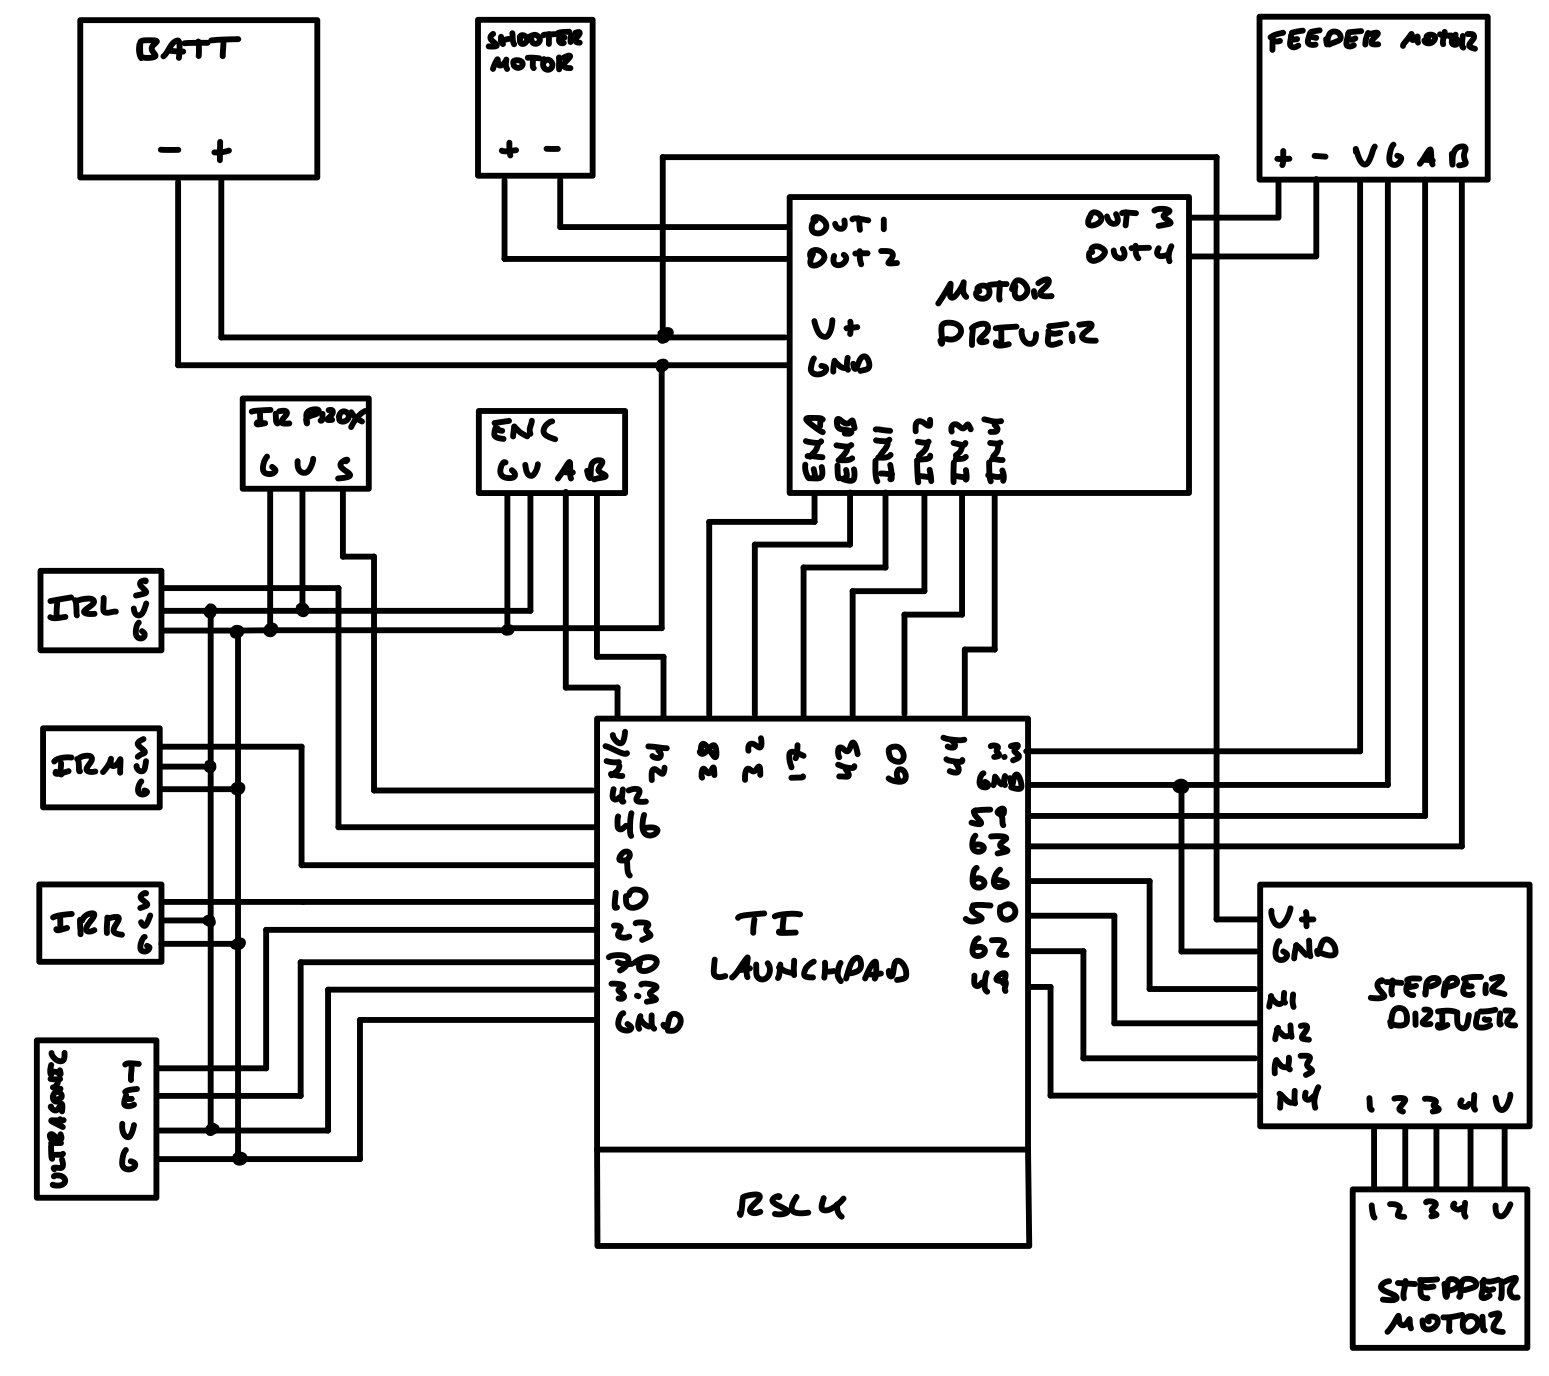 BATT
- +
SHOOTER
MOTOR
+ -
FEEDER MOTOR
+ - V G A B
OUT 1
OUT 2
OUT 3
OUT 4
MOTOR
DRIVER
V+
GND
ENA
ENB
IN1
IN2
IN3
IN4
IR PROX
G V S
ENC
G V A B
IRL
S
V
G
IRM
S
V
G
IRR
S
V
G
ULTRASONIC
T
E
V
G
N/C
24
38
32
17
43
60
44
42
46
9
10
23
70
3.3
GND
3.3
GND
59
63
66
50
62
49
TI
LAUNCHPAD
RSLK
V+
GND
N1
N2
N3
N4
STEPPER
DRIVER
1 2 3 4 V
1 2 3 4 V
STEPPER
MOTOR